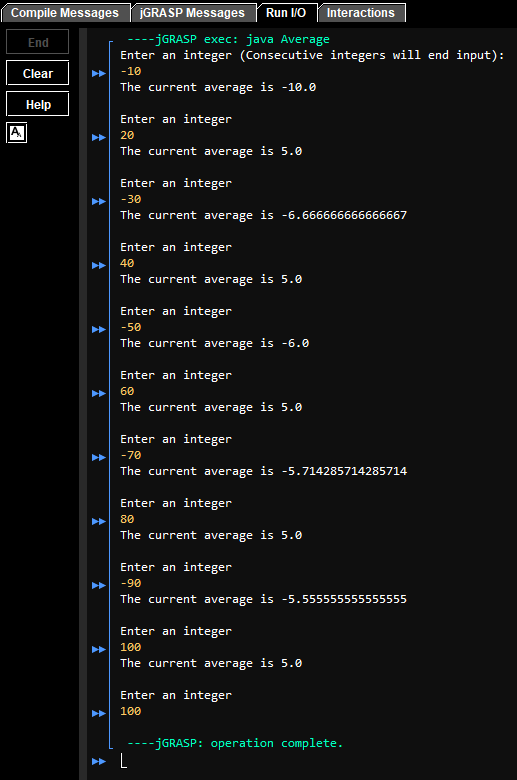 Compile Messages jGRASP Messages Run I/O Interactions
End
Clear
Help
A
----jGRASP exec: java Average
Enter an integer (Consecutive integers will end input):
-10
The current average is -10.0
Enter an integer
20
The current average is 5.0
Enter an integer
-30
The current average is -6.666666666666667
Enter an integer
40
The current average is 5.0
Enter an integer
-50
The current average is -6.0
Enter an integer
60
The current average is 5.0
Enter an integer
-70
The current average is -5.714285714285714
Enter an integer
80
The current average is 5.0
Enter an integer
-90
The current average is -5.555555555555555
Enter an integer
100
The current average is 5.0
Enter an integer
100
----jGRASP: operation complete.